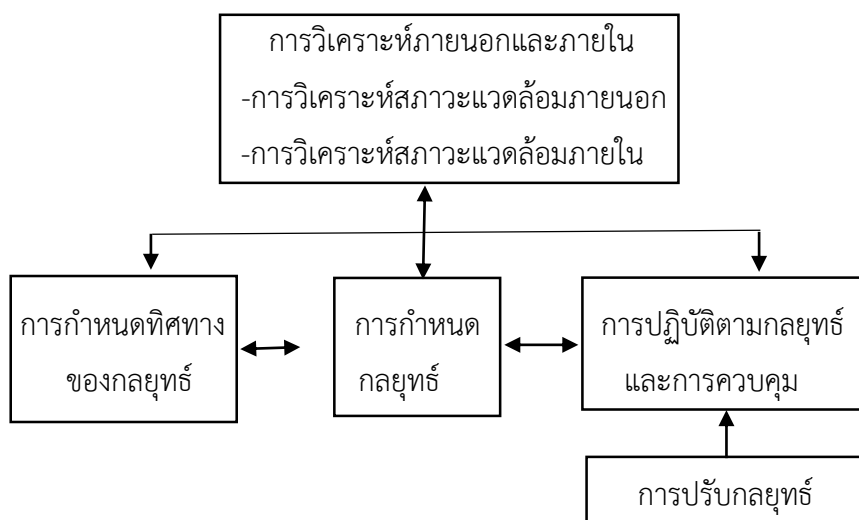 การวิเคราะห์ภายนอกและภายใน
-การวิเคราะห์สภาวะแวดล้อมภายนอก
-การวิเคราะห์สภาวะแวดล้อมภายใน
การกำหนดทิศทาง
ของกลยุทธ์
การกำหนด
กลยุทธ์
การปฏิบัติตามกลยุทธ์
และการควบคุม
การปรับกลยุทธ์